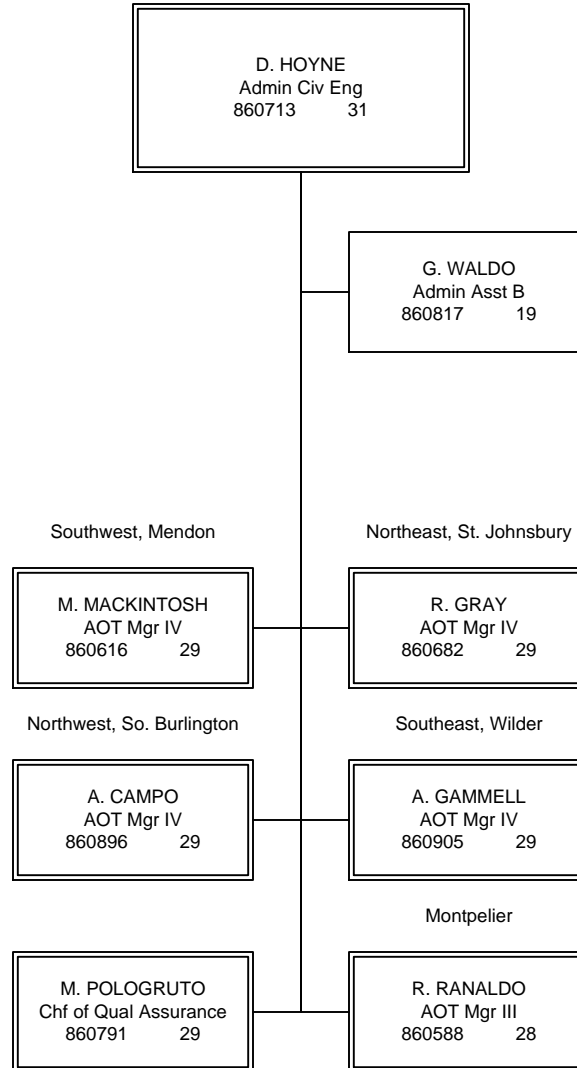 D. HOYNE
Admin Civ Eng
860713 31
G. WALDO
Admin Asst B
860817 19
Southwest, Mendon
M. MACKINTOSH
AOT Mgr IV
860616 29
Northeast, St. Johnsbury
R. GRAY
AOT Mgr IV
860682 29
Northwest, So. Burlington
A. CAMPO
AOT Mgr IV
860896 29
Southeast, Wilder
A. GAMMELL
AOT Mgr IV
860905 29
M. POLOGRUTO
Chf of Qual Assurance
860791 29
Montpelier
R. RANALDO
AOT Mgr III
860588 28